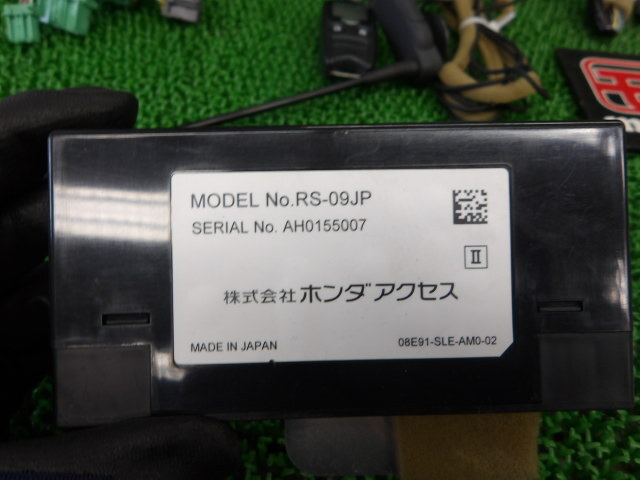 MODEL No.RS-09JP
SERIAL No. AH0155007
II
株式会社ホンダアクセス
MADE IN JAPAN
08E91-SLE-AM0-02